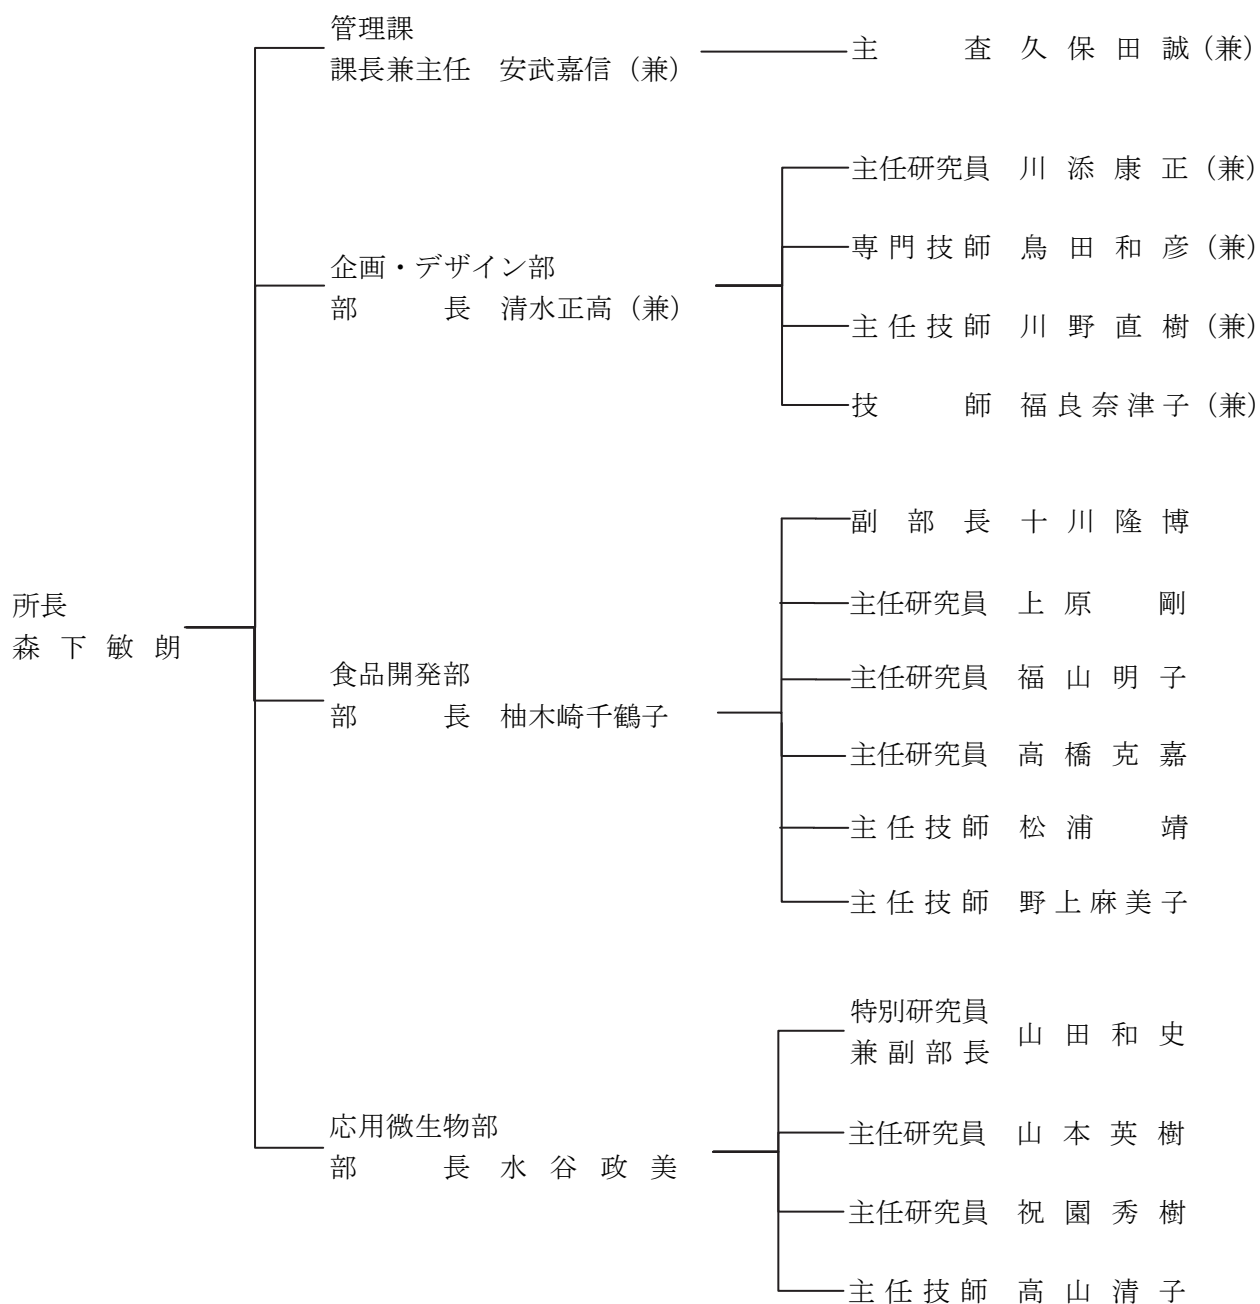 所長
森下敏朗
管理課
課長兼主任 安武嘉信（兼）
主査 久保田誠（兼）
企画・デザイン部
部長 清水正高（兼）
主任研究員 川添康正（兼）
専門技師 鳥田和彦（兼）
主任技師 川野直樹（兼）
技師 福良奈津子（兼）
食品開発部
部長 柚木崎千鶴子
副部長 十川隆博
主任研究員 上原剛
主任研究員 福山明子
主任研究員 高橋克嘉
主任技師 松浦靖
主任技師 野上麻美子
応用微生物部
部長 水谷政美
特別研究員
兼副部長 山田和史
主任研究員 山本英樹
主任研究員 祝園秀樹
主任技師 高山清子